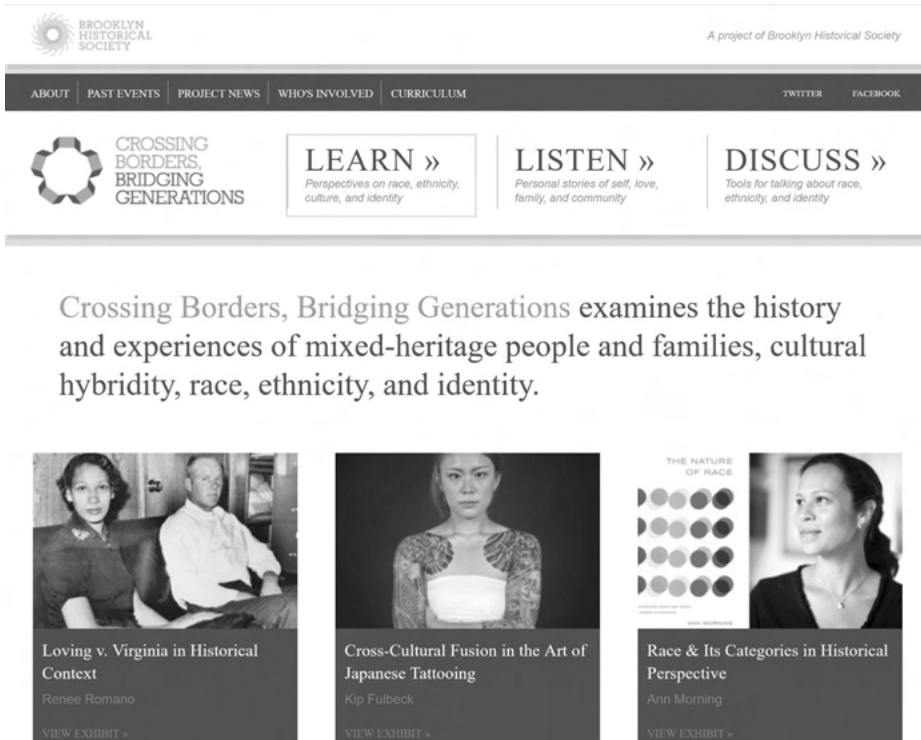 BROOKLYN
HISTORICAL
SOCIETY
A project of Brooklyn Historical Society
ABOUT PAST EVENTS PROJECT NEWS WHO'S INVOLVED CURRICULUM TWITTER FACEBOOK
CROSSING
BORDERS,
BRIDGING
GENERATIONS
LEARN »
Perspectives on race, ethnicity,
culture, and identity
LISTEN »
Personal stories of self, love,
family, and community
DISCUSS »
Tools for talking about race,
ethnicity, and identity
Crossing Borders, Bridging Generations examines the history
and experiences of mixed-heritage people and families, cultural
hybridity, race, ethnicity, and identity.
Loving v. Virginia in Historical
Context
Renee Romano
VIEW EXHIBIT »
Cross-Cultural Fusion in the Art of
Japanese Tattooing
Kip Fulbeck
VIEW EXHIBIT »
THE NATURE
OF RACE
ANN MORNING
Race & Its Categories in Historical
Perspective
Ann Morning
VIEW EXHIBIT »